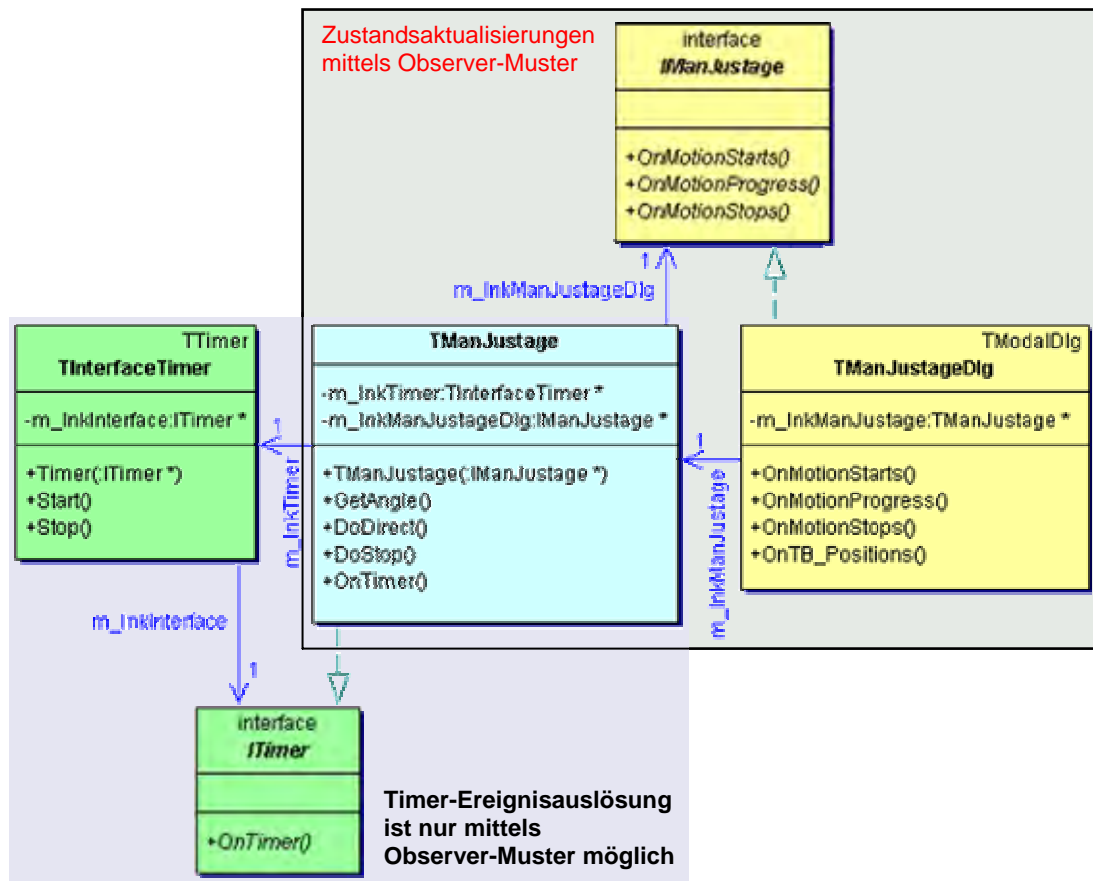 Zustandsaktualisierungen
mittels Observer-Muster
interface
IManJustage
+OnMotionStarts()
+OnMotionProgress()
+OnMotionStops()
1
m_lnkManJustageDlg
TTimer
TInterfaceTimer
-m_lnkInterface:ITimer *
+Timer(:ITimer *)
+Start()
+Stop()
1
m_lnkTimer
TManJustage
-m_lnkTimer:TInterfaceTimer *
-m_lnkManJustageDlg:IManJustage *
+TManJustage(:IManJustage *)
+GetAngle()
+DoDirect()
+DoStop()
+OnTimer()
1
m_lnkManJustage
TModalDlg
TManJustageDlg
-m_lnkManJustage:TManJustage *
+OnMotionStarts()
+OnMotionProgress()
+OnMotionStops()
+OnTB_Positions()
m_lnkInterface
1
interface
ITimer
+OnTimer()
Timer-Ereignisauslösung
ist nur mittels
Observer-Muster möglich